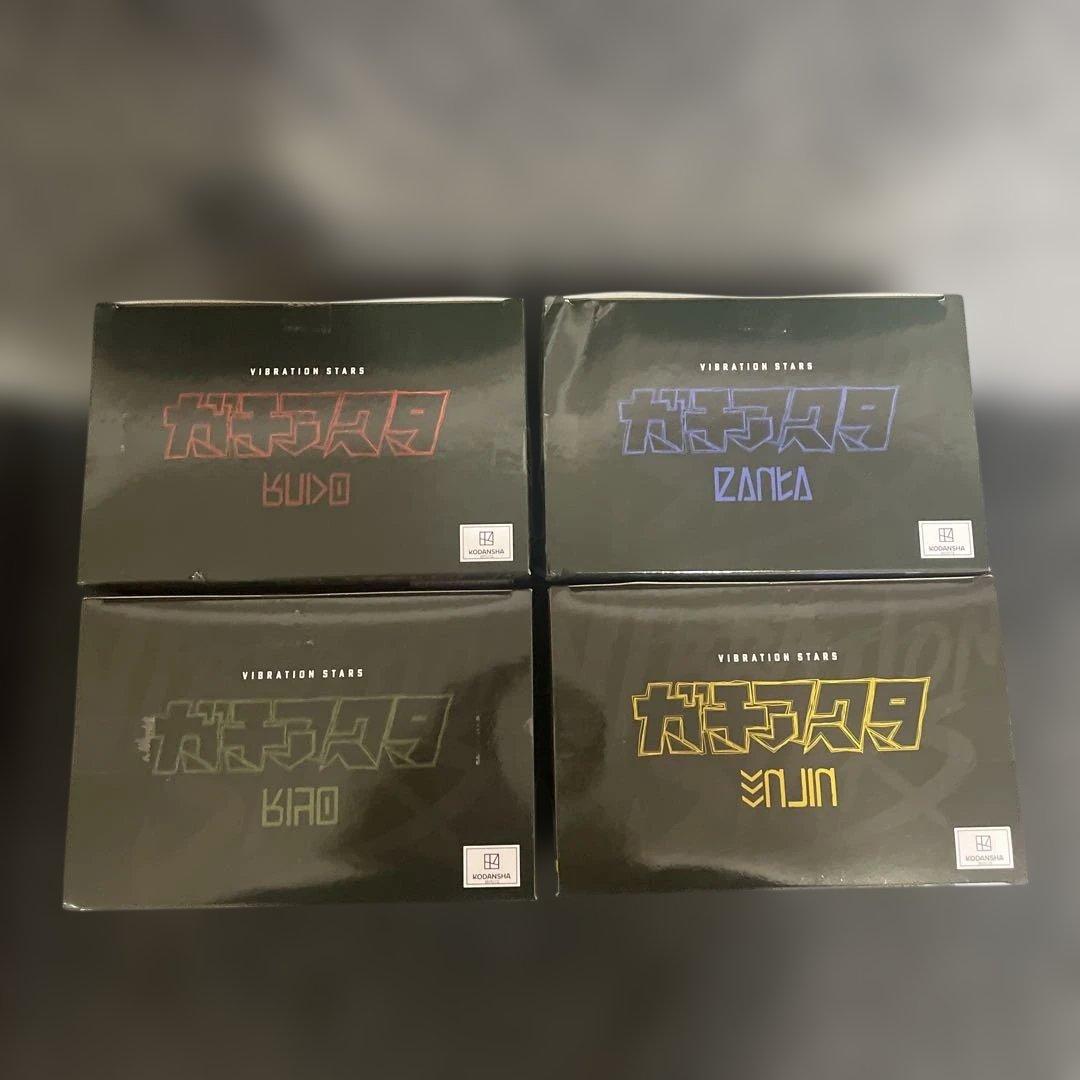 VIBRATION STARS
ガチアクタ
RUDO
KODANSHA
VIBRATION STARS
ガチアクタ
ZANKA
KODANSHA
VIBRATION STARS
ガチアクタ
RIYO
KODANSHA
VIBRATION STARS
ガチアクタ
ENJIN
KODANSHA